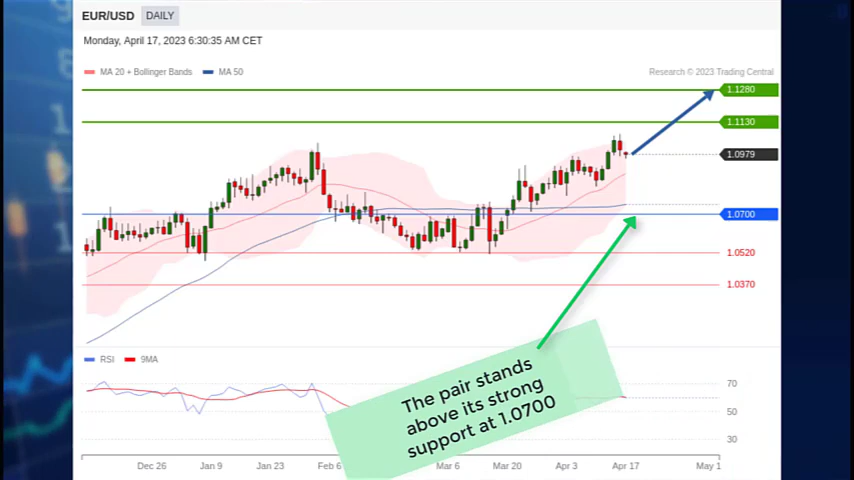 EUR/USD DAILY
Monday, April 17, 2023 6:30:35 AM CET
MA 20 + Bollinger Bands MA 50 Research © 2023 Trading Central
1.1280
1.1130
1.0979
1.0700
1.0520
1.0370
RSI 9MA
70
50
30
The pair stands
above its strong
support at 1.0700
Dec 26 Jan 9 Jan 23 Feb 6 Mar 6 Mar 20 Apr 3 Apr 17 May 1